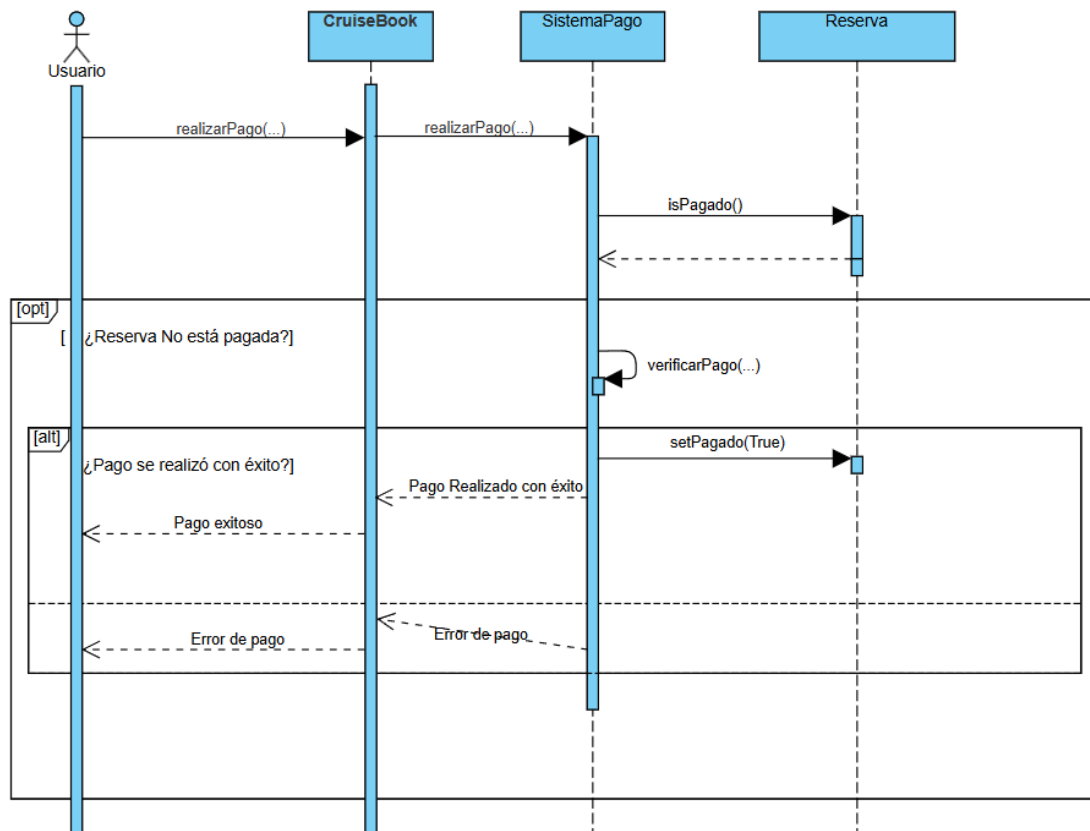 CruiseBook
SistemaPago
Reserva
Usuario
realizarPago(...)
realizarPago(...)
isPagado()
[opt]
[ ¿Reserva No está pagada?]
verificarPago(...)
[alt]
setPagado(True)
¿Pago se realizó con éxito?]
Pago Realizado con éxito
Pago exitoso
Error de pago
Error de pago